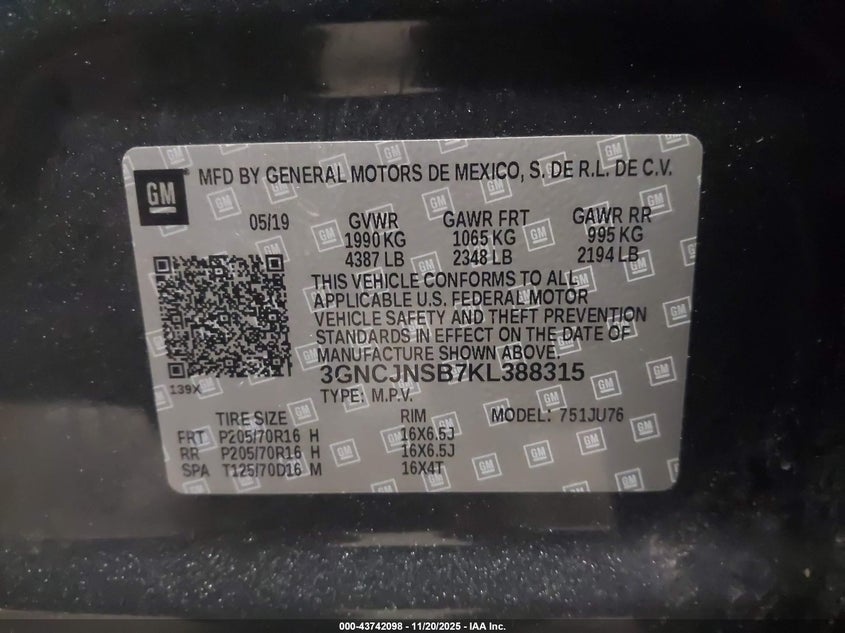 GM MFD BY GENERAL MOTORS DE MEXICO, S. DE R.L. DE C.V.
05/19 GVWR GAWR FRT GAWR RR
1990 KG 1065 KG 995 KG
4387 LB 2348 LB 2194 LB
THIS VEHICLE CONFORMS TO ALL
APPLICABLE U.S. FEDERAL MOTOR
VEHICLE SAFETY AND THEFT PREVENTION
STANDARDS IN EFFECT ON THE DATE OF
MANUFACTURE SHOWN ABOVE.
139X 3GNCJNSB7KL388315
TYPE: M.P.V.
TIRE SIZE RIM MODEL: 751JU76
FRT P205/70R16 H 16X6.5J
RR P205/70R16 H 16X6.5J
SPA T125/70D16 M 16X4T
000-43742098 - 11/20/2025 - IAA Inc.